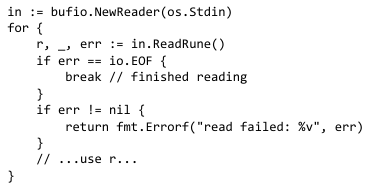 in := bufio.NewReader(os.Stdin)
for {
    r, _, err := in.ReadRune()
    if err == io.EOF {
        break // finished reading
    }
    if err != nil {
        return fmt.Errorf("read failed: %v", err)
    }
    // ...use r...
}